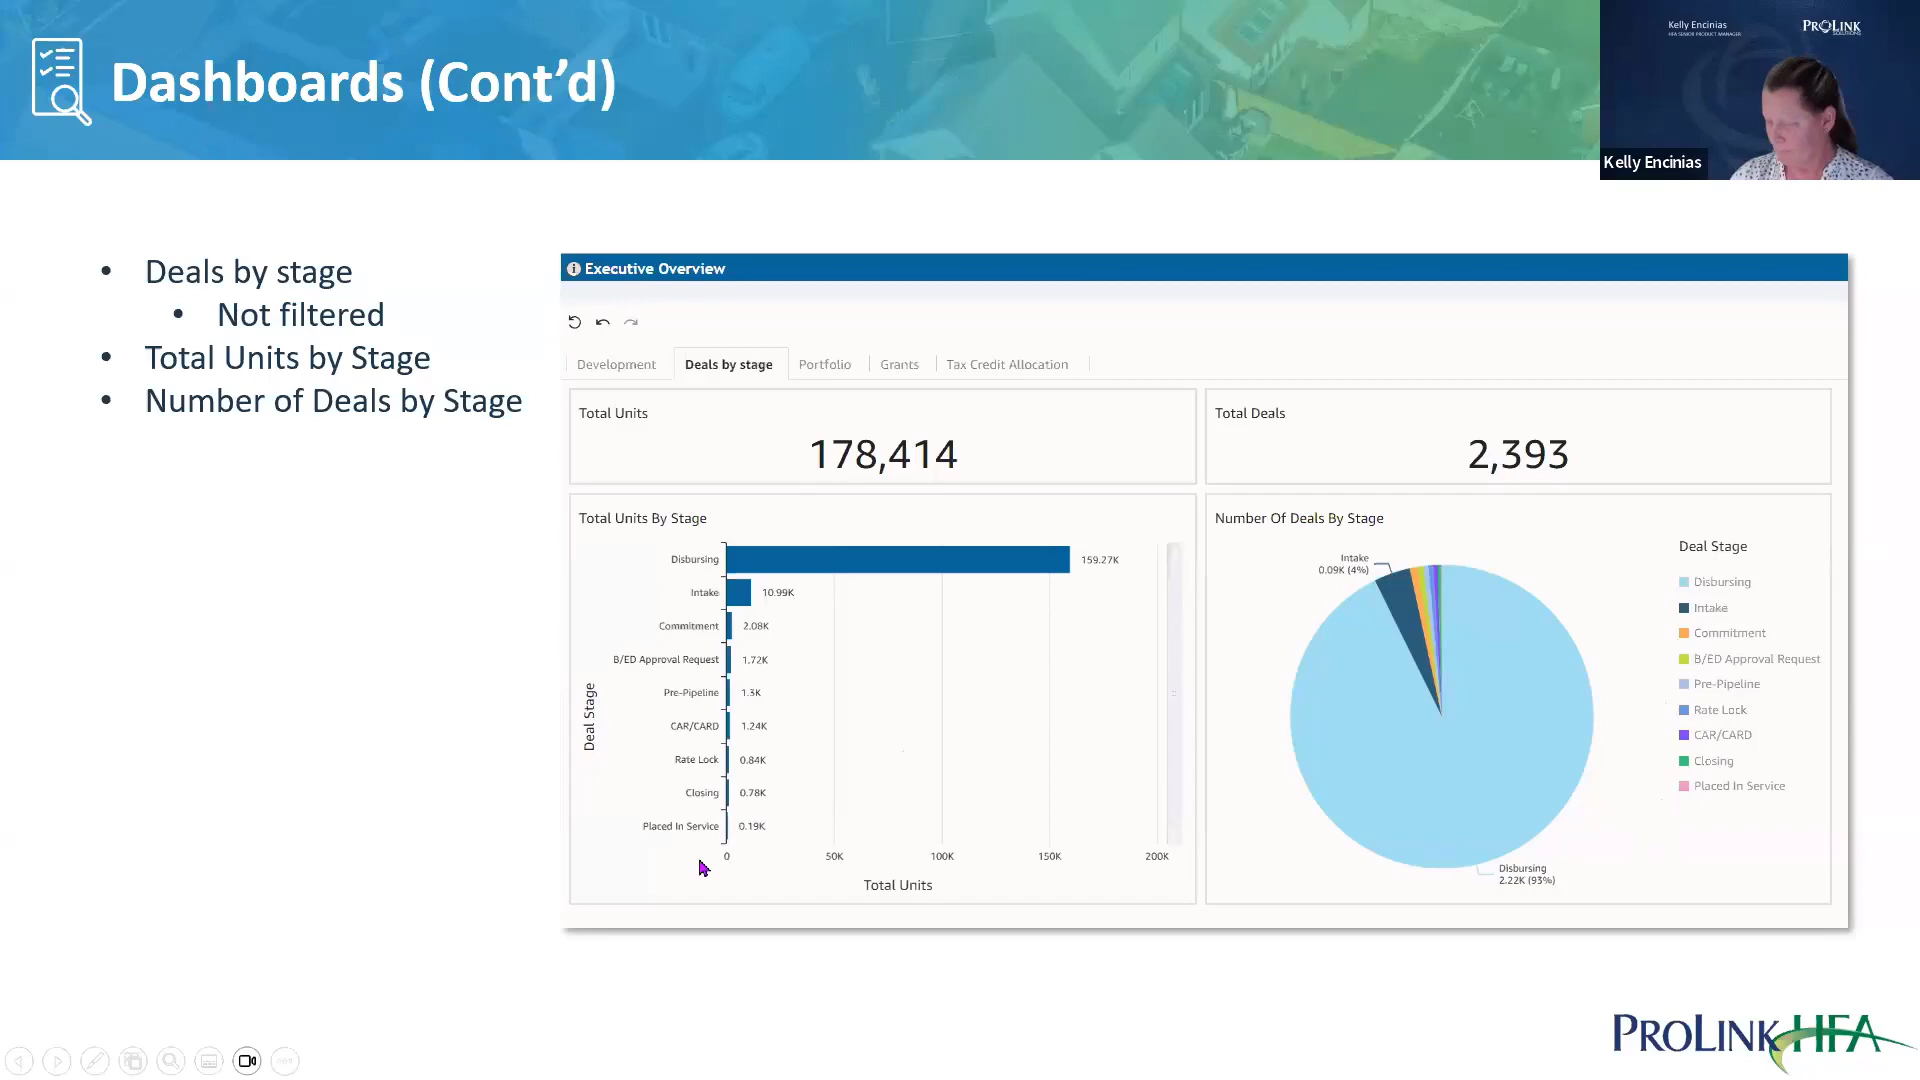 Dashboards (Cont’d)
Kelly Encinias
HFA SENIOR PRODUCT MANAGER
PROLINK
SOLUTIONS
Kelly Encinias
• Deals by stage
• Not filtered
• Total Units by Stage
• Number of Deals by Stage
Executive Overview
Development
Deals by stage
Portfolio
Grants
Tax Credit Allocation
Total Units
178,414
Total Deals
2,393
Total Units By Stage
Deal Stage
Disbursing 159.27K
Intake 10.99K
Commitment 2.08K
B/ED Approval Request 1.72K
Pre-Pipeline 1.3K
CAR/CARD 1.24K
Rate Lock 0.84K
Closing 0.78K
Placed In Service 0.19K
0 50K 100K 150K 200K
Total Units
Number Of Deals By Stage
Intake
0.09K (4%)
Disbursing
2.22K (93%)
Deal Stage
Disbursing
Intake
Commitment
B/ED Approval Request
Pre-Pipeline
Rate Lock
CAR/CARD
Closing
Placed In Service
PROLINK HFA